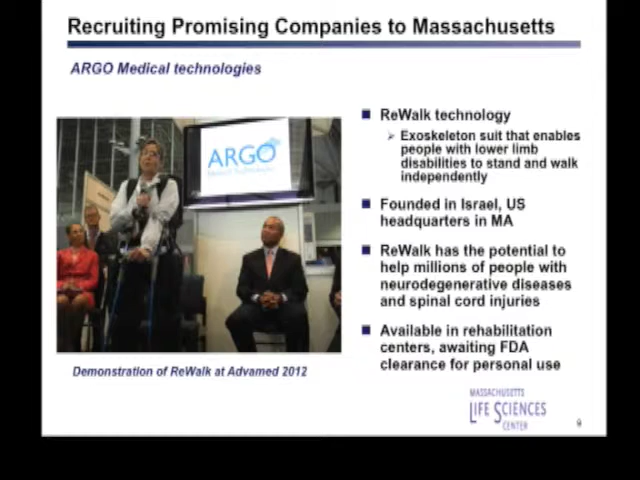 Recruiting Promising Companies to Massachusetts
ARGO Medical technologies
ARGO
Medical Technologies
ReWalk technology
Exoskeleton suit that enables
people with lower limb
disabilities to stand and walk
independently
Founded in Israel, US
headquarters in MA
ReWalk has the potential to
help millions of people with
neurodegenerative diseases
and spinal cord injuries
Available in rehabilitation
centers, awaiting FDA
clearance for personal use
Demonstration of ReWalk at Advamed 2012
MASSACHUSETTS
LIFE SCIENCES
CENTER
9